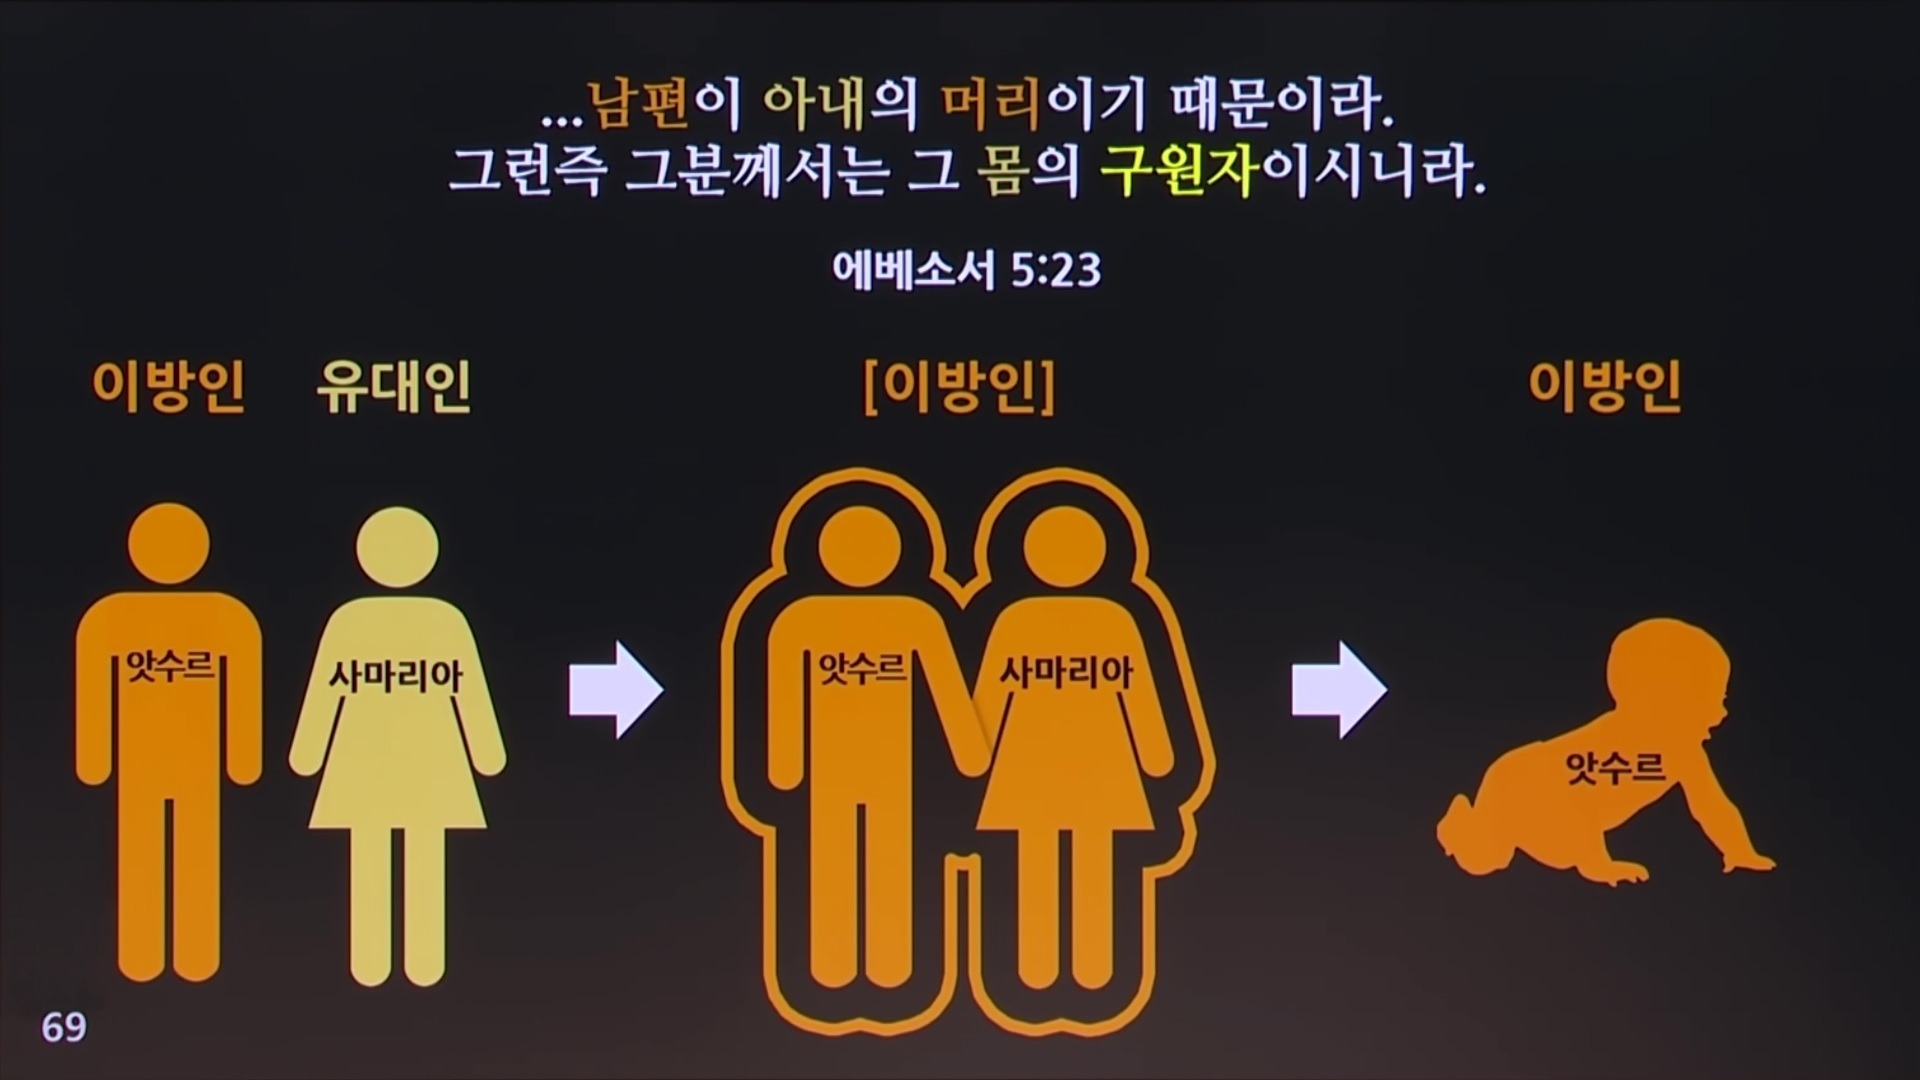 ...남편이 아내의 머리이기 때문이라.
그런즉 그분께서는 그 몸의 구원자이시니라.
에베소서 5:23
이방인 유대인 [이방인] 이방인
앗수르 사마리아 앗수르 사마리아 앗수르
69